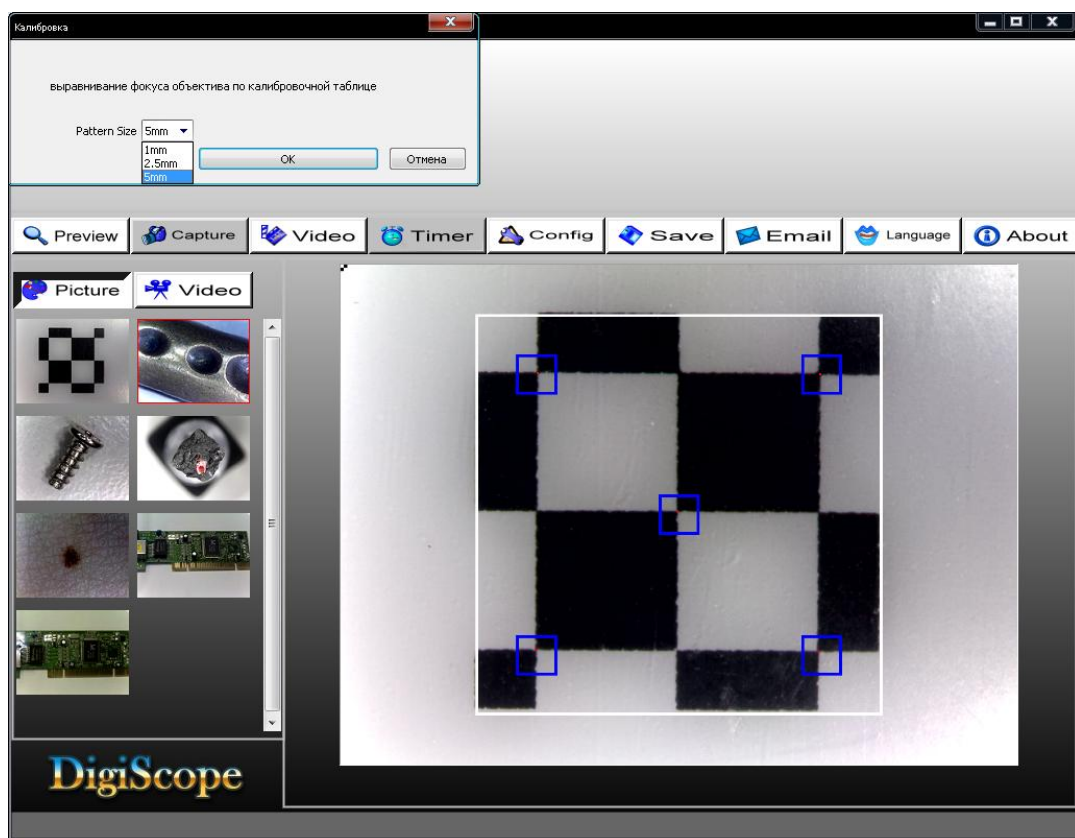 Калибровка
выравнивание фокуса объектива по калибровочной таблице
Pattern Size 5mm
1mm
2.5mm
5mm
OK Отмена
Preview Capture Video Timer Config Save Email Language About
Picture Video
DigiScope